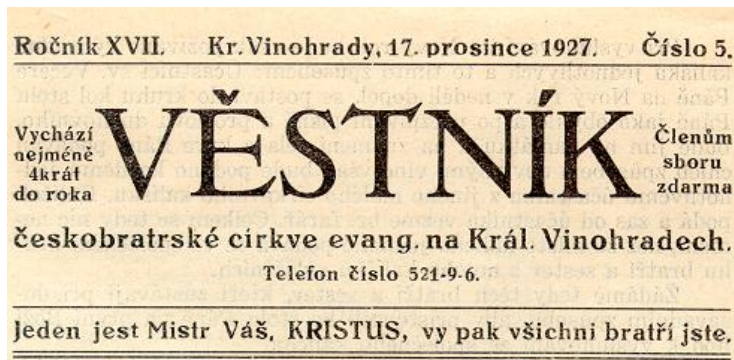 Ročník XVII. Kr. Vinohrady, 17. prosince 1927. Číslo 5.
Vychází
nejméně
4krát
do roka
VĚSTNÍK
Členům
sboru
zdarma
českobratrské církve evang. na Král. Vinohradech.
Telefon číslo 521-9-6.
Jeden jest Mistr Váš, KRISTUS, vy pak všichni bratří jste.